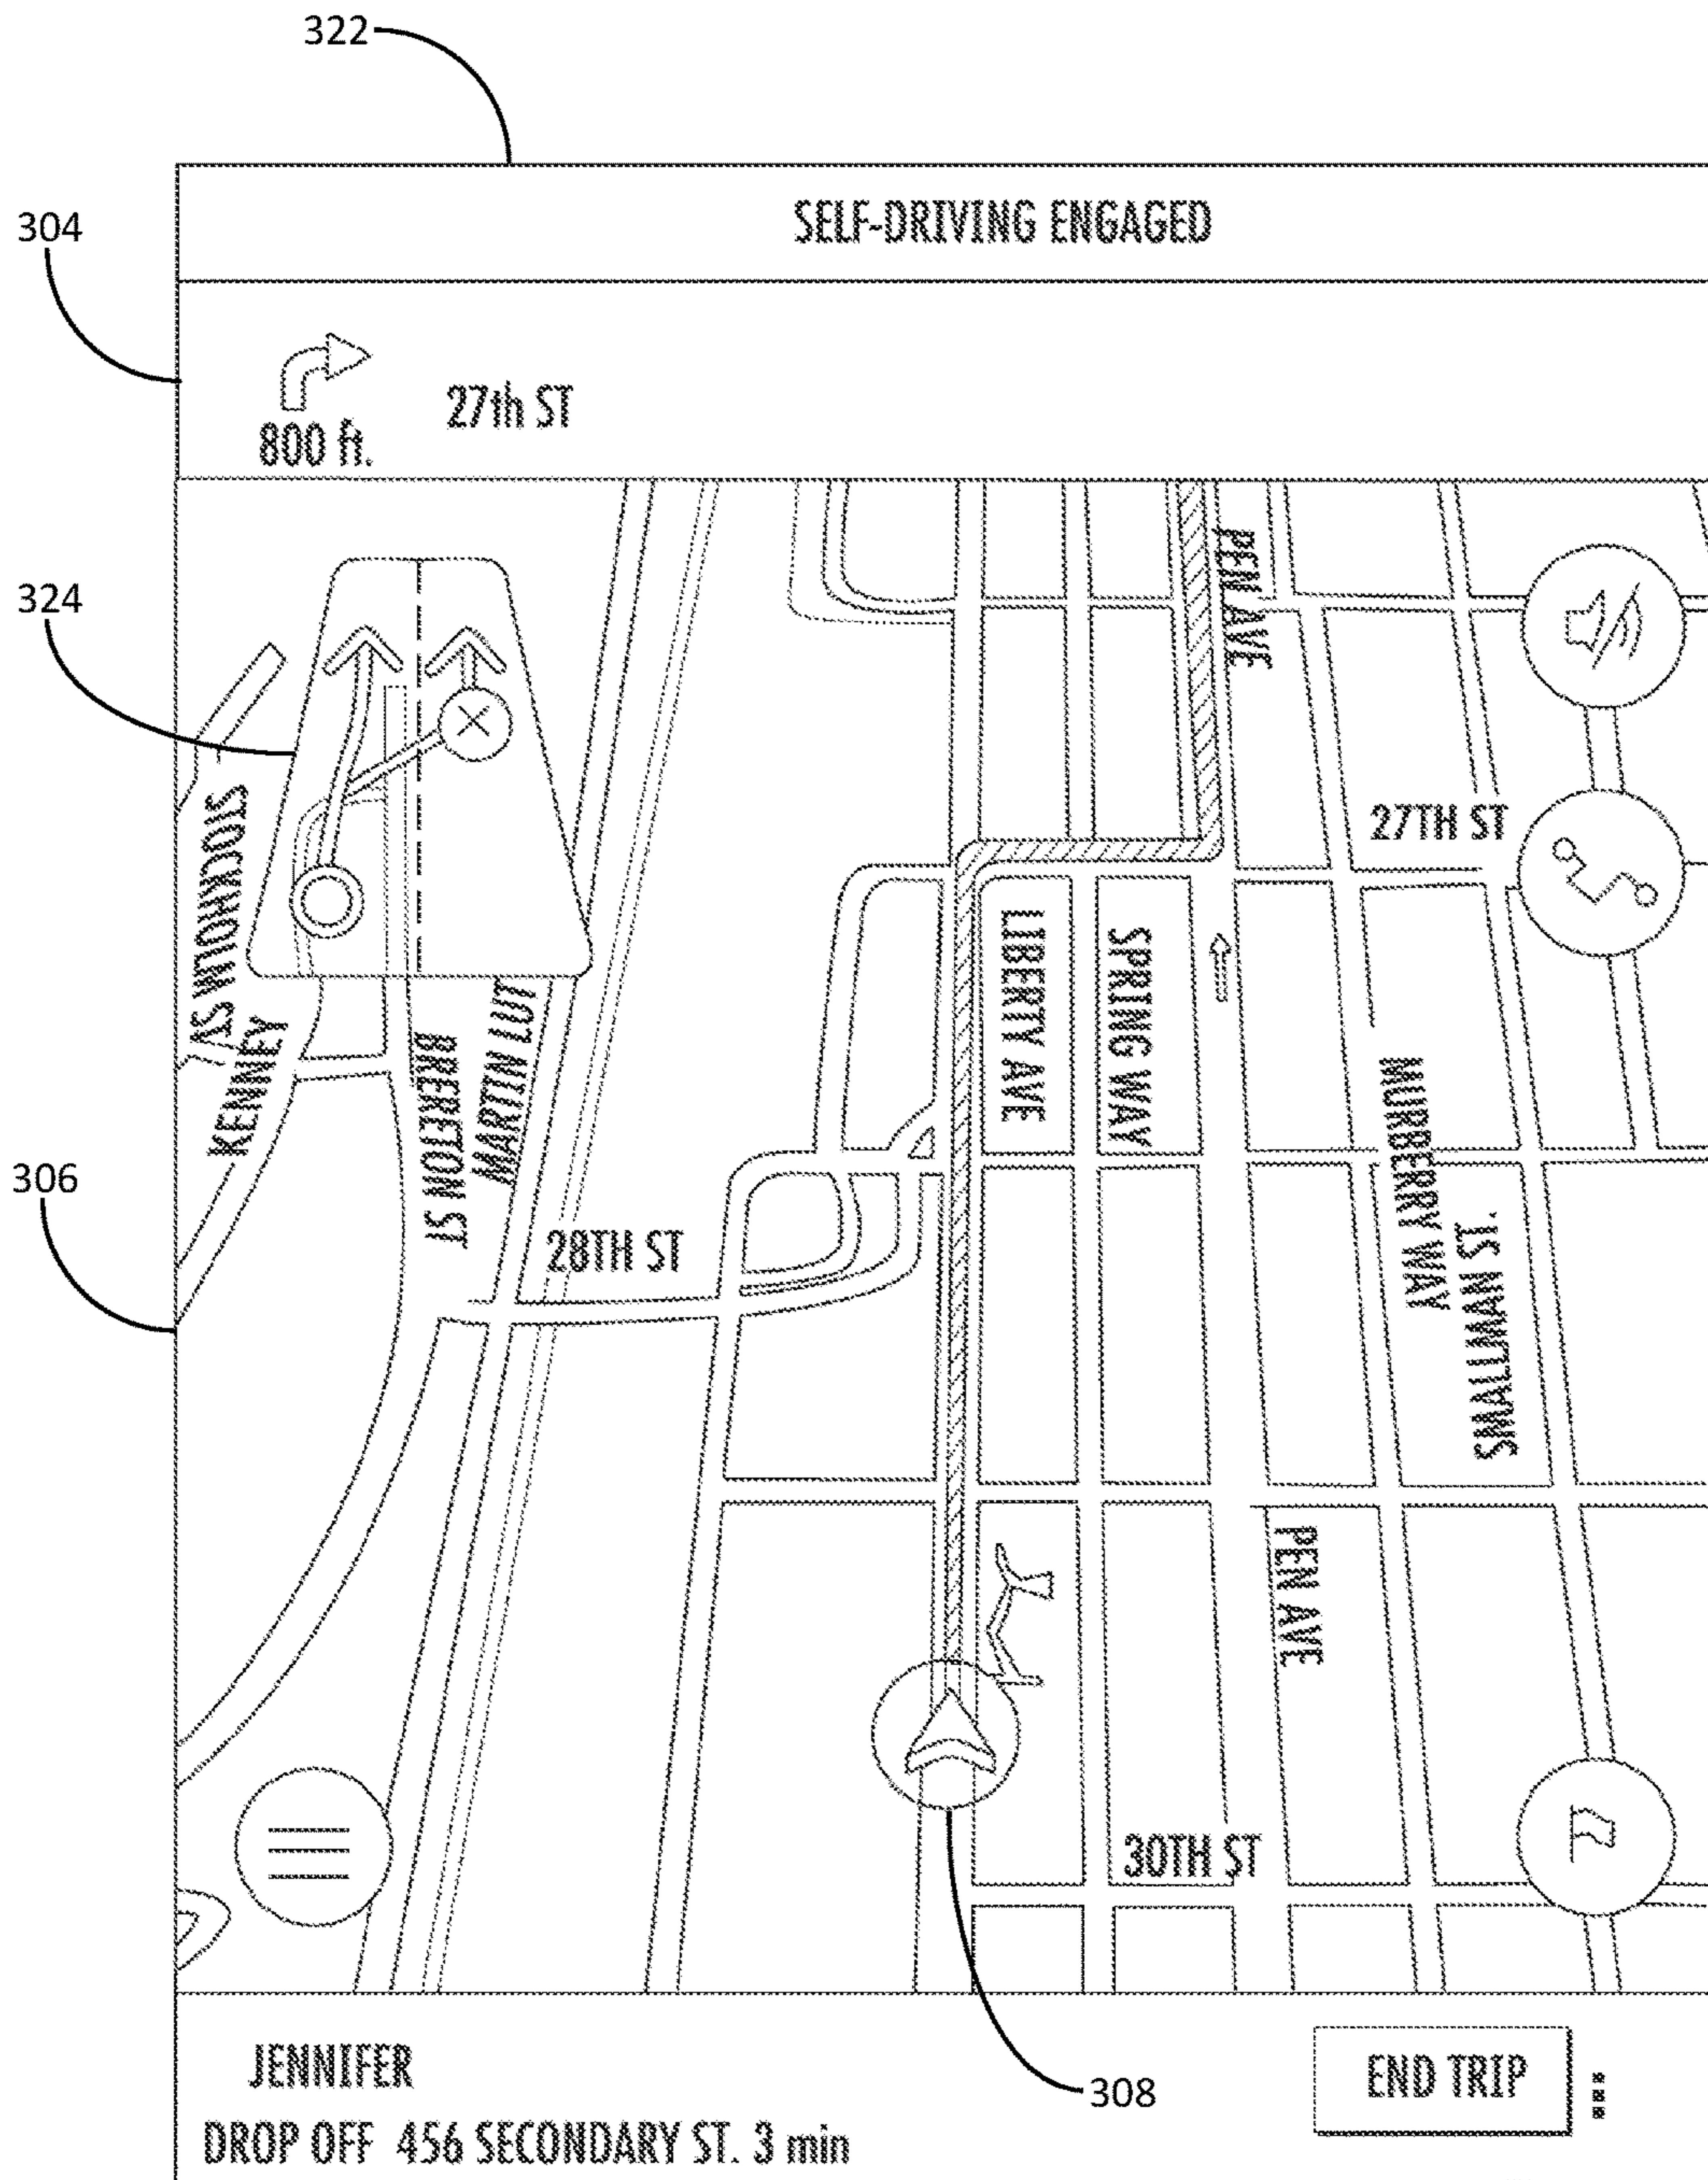 322
SELF-DRIVING ENGAGED
304
800 ft.
27th ST
PEN AVE
324
27TH ST
STOCKHOLM ZS
LIBERTY AVE
SPRING WAY
KENNEY
BRERETON ST
MARTIN LUT
MURBERRY WAY
306
28TH ST
SMALLMAN ST.
PEN AVE
30TH ST
JENNIFER
308
END TRIP
DROP OFF 456 SECONDARY ST. 3 min